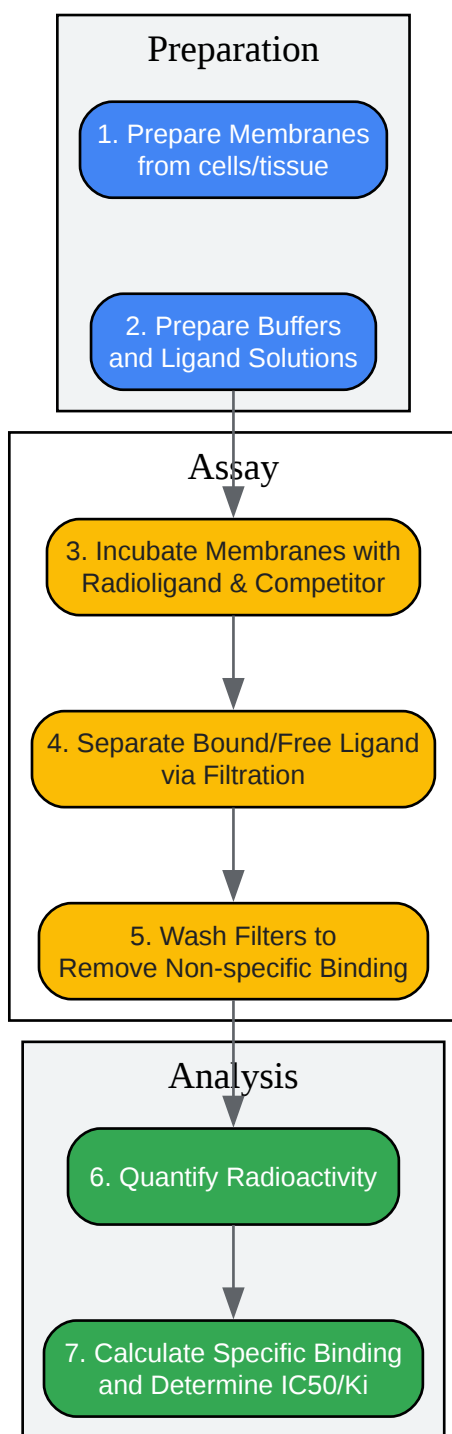 Preparation
1. Prepare Membranes
from cells/tissue
2. Prepare Buffers
and Ligand Solutions
Assay
3. Incubate Membranes with
Radioligand & Competitor
4. Separate Bound/Free Ligand
via Filtration
5. Wash Filters to
Remove Non-specific Binding
Analysis
6. Quantify Radioactivity
7. Calculate Specific Binding
and Determine IC50/Ki